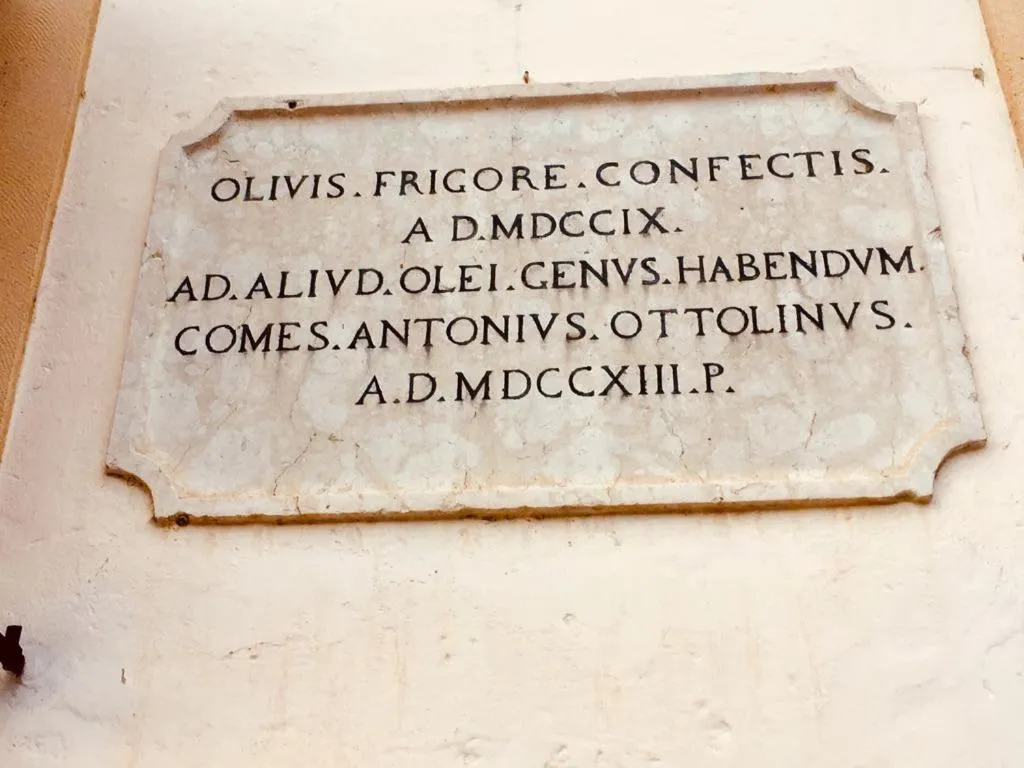 OLIVIS. FRIGORE. CONFECTIS.
A D. MDCCIX.
AD. ALIVD. OLEI. GENVS. HABENDVM.
COMES. ANTONIVS. OTTOLINVS.
A. D. MDCCXIII. P.